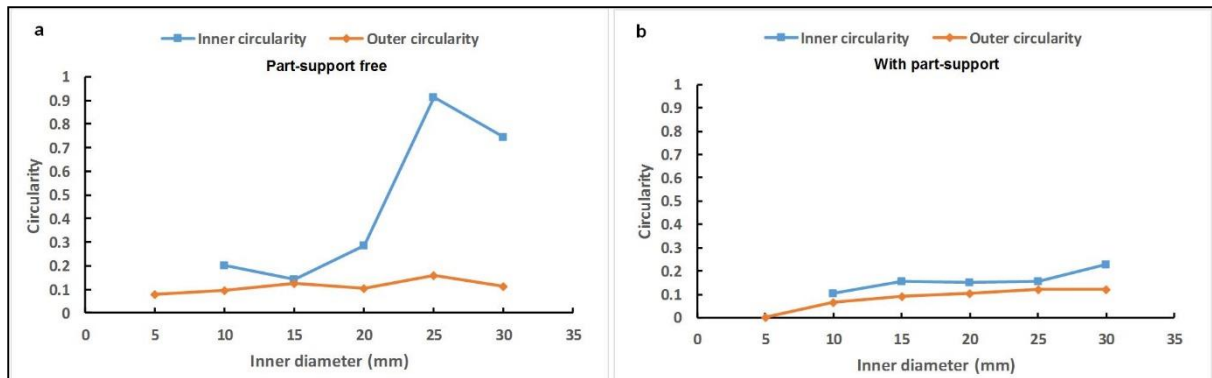 a
Inner circularity
Outer circularity
Part-support free
1
0.9
0.8
0.7
0.6
0.5
0.4
0.3
0.2
0.1
0
Circularity
0 5 10 15 20 25 30 35
Inner diameter (mm)
b
Inner circularity
Outer circularity
With part-support
1
0.9
0.8
0.7
0.6
0.5
0.4
0.3
0.2
0.1
0
Circularity
0 5 10 15 20 25 30 35
Inner diameter (mm)